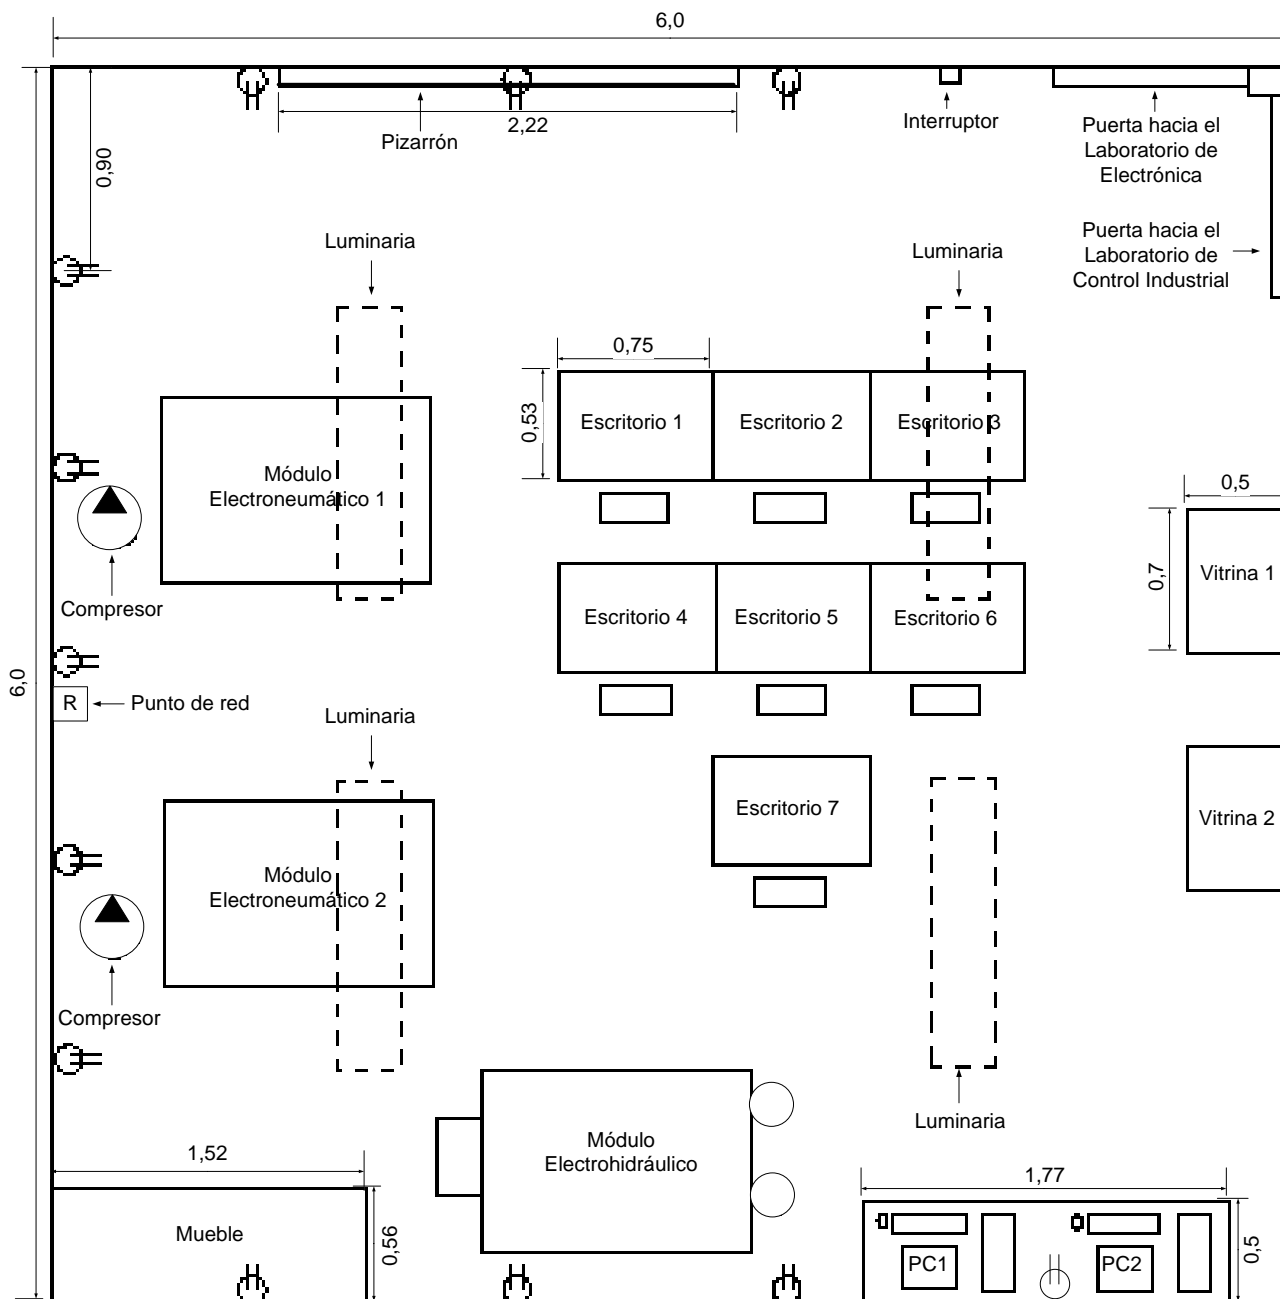 6,0
2,22
Pizarrón
Interruptor
Puerta hacia el
Laboratorio de
Electrónica
0,90
Puerta hacia el
Laboratorio de
Control Industrial
Luminaria
Luminaria
0,75
0,53
Escritorio 1
Escritorio 2
Escritorio 3
Módulo
Electroneumático 1
0,5
0,7
Vitrina 1
Compresor
Escritorio 4
Escritorio 5
Escritorio 6
6,0
R
Punto de red
Luminaria
Escritorio 7
Vitrina 2
Módulo
Electroneumático 2
Compresor
Luminaria
Módulo
Electrohidráulico
1,52
Mueble
0,56
1,77
PC1
PC2
0,5